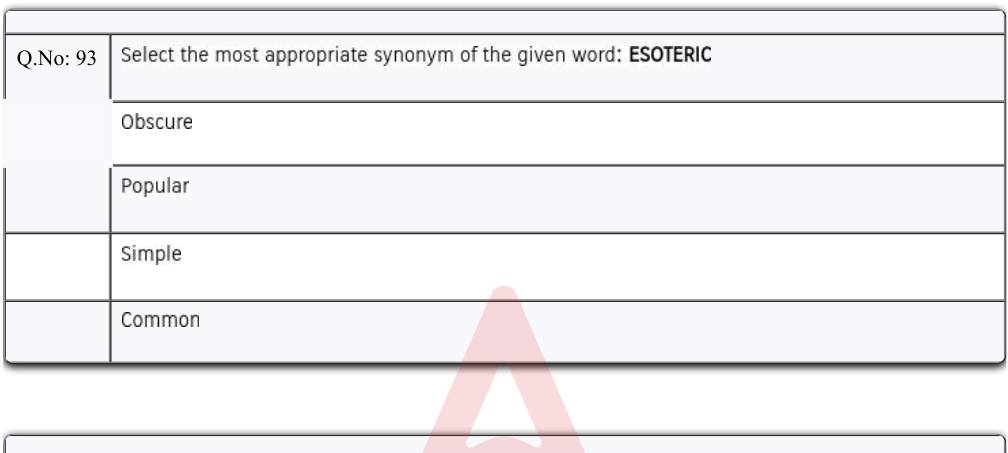 Q.No: 93
Select the most appropriate synonym of the given word: ESOTERIC
Obscure
Popular
Simple
Common